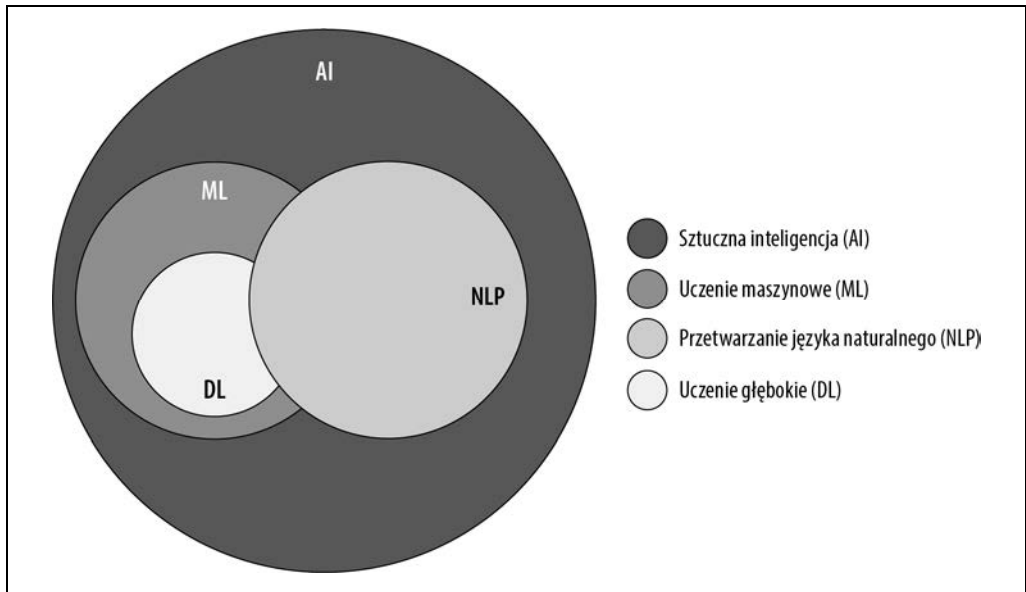 AI
ML
NLP
DL
Sztuczna inteligencja (AI)
Uczenie maszynowe (ML)
Przetwarzanie języka naturalnego (NLP)
Uczenie głębokie (DL)